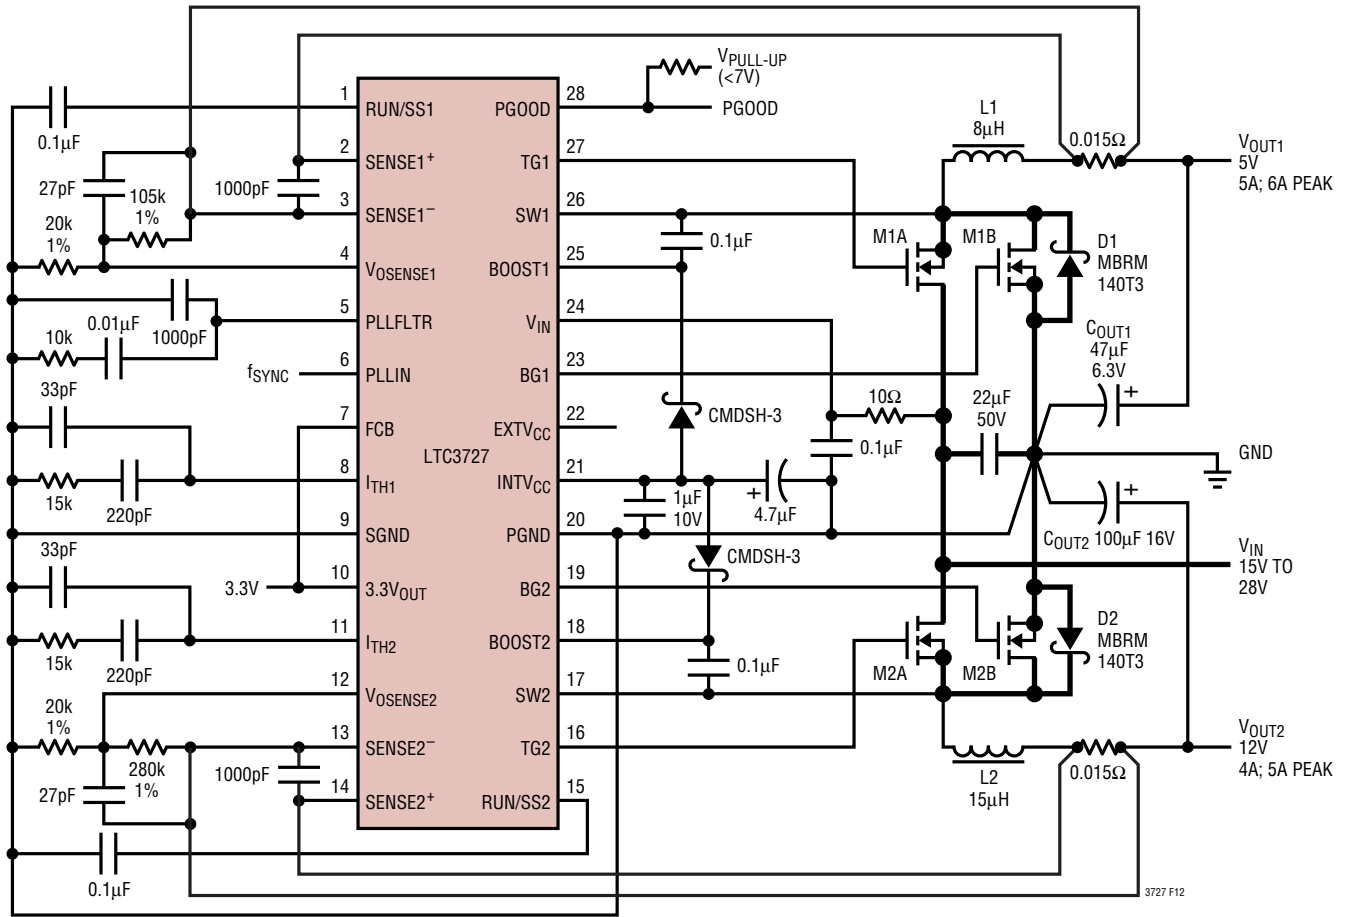 VPULL-UP
(<7V)
1
RUN/SS1
PGOOD
28
PGOOD
0.1µF
L1
8µH
0.015Ω
VOUT1
5V
5A; 6A PEAK
2
SENSE1+
TG1
27
27pF
105k
1%
1000pF
3
SENSE1−
SW1
26
20k
1%
0.1µF
M1A
M1B
D1
MBRM
140T3
4
VOSENSE1
BOOST1
25
5
PLLFLTR
VIN
24
0.01µF
1000pF
10k
COUT1
47µF
6.3V
+
fSYNC
6
PLLIN
BG1
23
33pF
10Ω
22µF
50V
CMDSH-3
7
FCB
EXTVCC
22
LTC3727
0.1µF
GND
8
ITH1
INTVCC
21
15k
220pF
1µF
10V
+
4.7µF
+
9
SGND
PGND
20
COUT2 100µF 16V
33pF
CMDSH-3
VIN
15V TO
28V
3.3V
10
3.3VOUT
BG2
19
11
ITH2
BOOST2
18
15k
220pF
0.1µF
M2A
M2B
D2
MBRM
140T3
12
VOSENSE2
SW2
17
20k
1%
13
SENSE2−
TG2
16
VOUT2
12V
4A; 5A PEAK
280k
1%
1000pF
L2
15µH
0.015Ω
27pF
14
SENSE2+
RUN/SS2
15
0.1µF
3727 F12